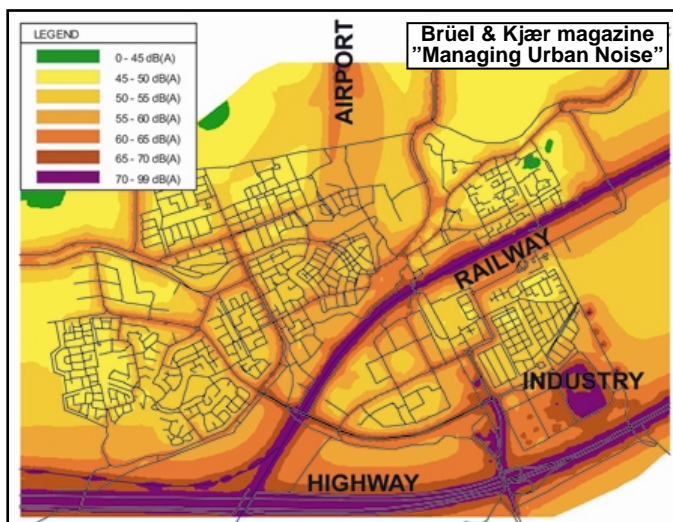 LEGEND
0 - 45 dB(A)
45 - 50 dB(A)
50 - 55 dB(A)
55 - 60 dB(A)
60 - 65 dB(A)
65 - 70 dB(A)
70 - 99 dB(A)
AIRPORT
Brüel & Kjær magazine
”Managing Urban Noise”
RAILWAY
INDUSTRY
HIGHWAY